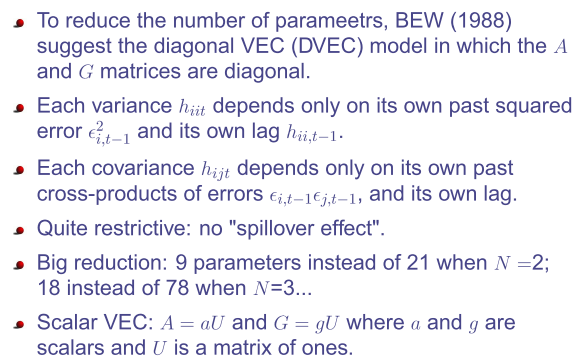 To reduce the number of parameetrs, BEW (1988)
suggest the diagonal VEC (DVEC) model in which the A
and G matrices are diagonal.
Each variance h_{iit} depends only on its own past squared
error ϵ²_{i,t−1} and its own lag h_{ii,t−1}.
Each covariance h_{ijt} depends only on its own past
cross-products of errors ϵ_{i,t−1}ϵ_{j,t−1}, and its own lag.
Quite restrictive: no "spillover effect".
Big reduction: 9 parameters instead of 21 when N =2;
18 instead of 78 when N=3...
Scalar VEC: A = aU and G = gU where a and g are
scalars and U is a matrix of ones.